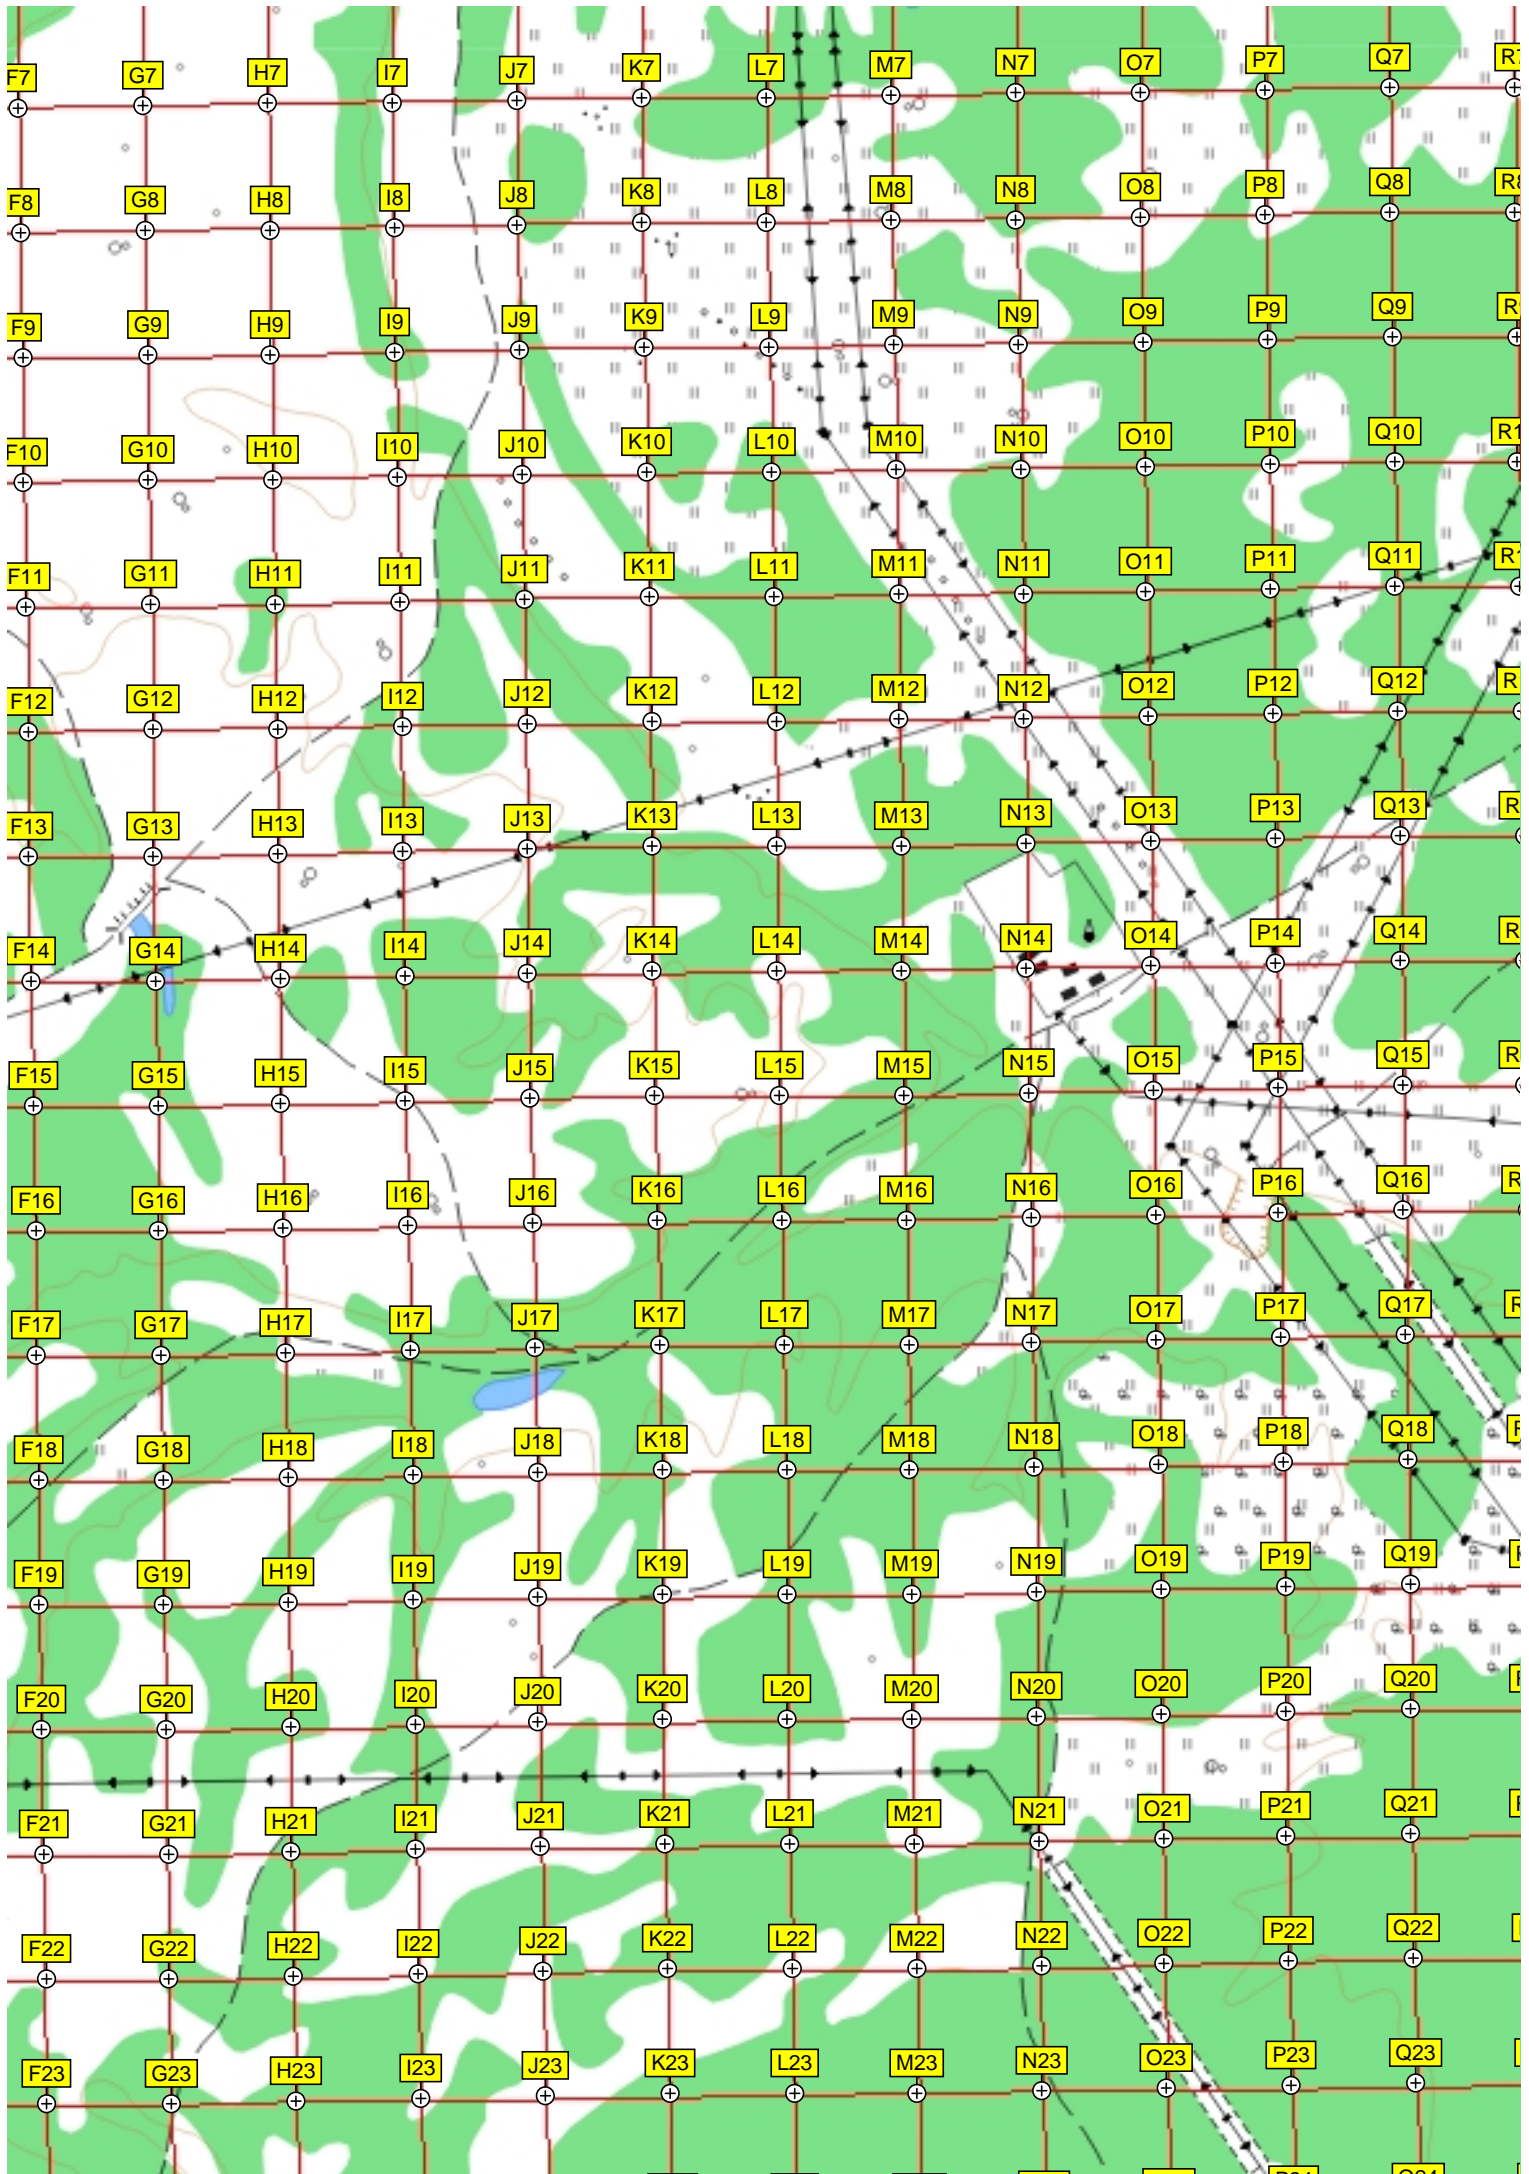 F7 G7 H7 I7 J7 K7 L7 M7 N7 O7 P7 Q7 R7
F8 G8 H8 I8 J8 K8 L8 M8 N8 O8 P8 Q8 R8
F9 G9 H9 I9 J9 K9 L9 M9 N9 O9 P9 Q9 R
F10 G10 H10 I10 J10 K10 L10 M10 N10 O10 P10 Q10 R1
F11 G11 H11 I11 J11 K11 L11 M11 N11 O11 P11 Q11 R1
F12 G12 H12 I12 J12 K12 L12 M12 N12 O12 P12 Q12 R
F13 G13 H13 I13 J13 K13 L13 M13 N13 O13 P13 Q13 R
F14 G14 H14 I14 J14 K14 L14 M14 N14 O14 P14 Q14 R
F15 G15 H15 I15 J15 K15 L15 M15 N15 O15 P15 Q15 R
F16 G16 H16 I16 J16 K16 L16 M16 N16 O16 P16 Q16 R
F17 G17 H17 I17 J17 K17 L17 M17 N17 O17 P17 Q17 R
F18 G18 H18 I18 J18 K18 L18 M18 N18 O18 P18 Q18
F19 G19 H19 I19 J19 K19 L19 M19 N19 O19 P19 Q19
F20 G20 H20 I20 J20 K20 L20 M20 N20 O20 P20 Q20
F21 G21 H21 I21 J21 K21 L21 M21 N21 O21 P21 Q21
F22 G22 H22 I22 J22 K22 L22 M22 N22 O22 P22 Q22
F23 G23 H23 I23 J23 K23 L23 M23 N23 O23 P23 Q23